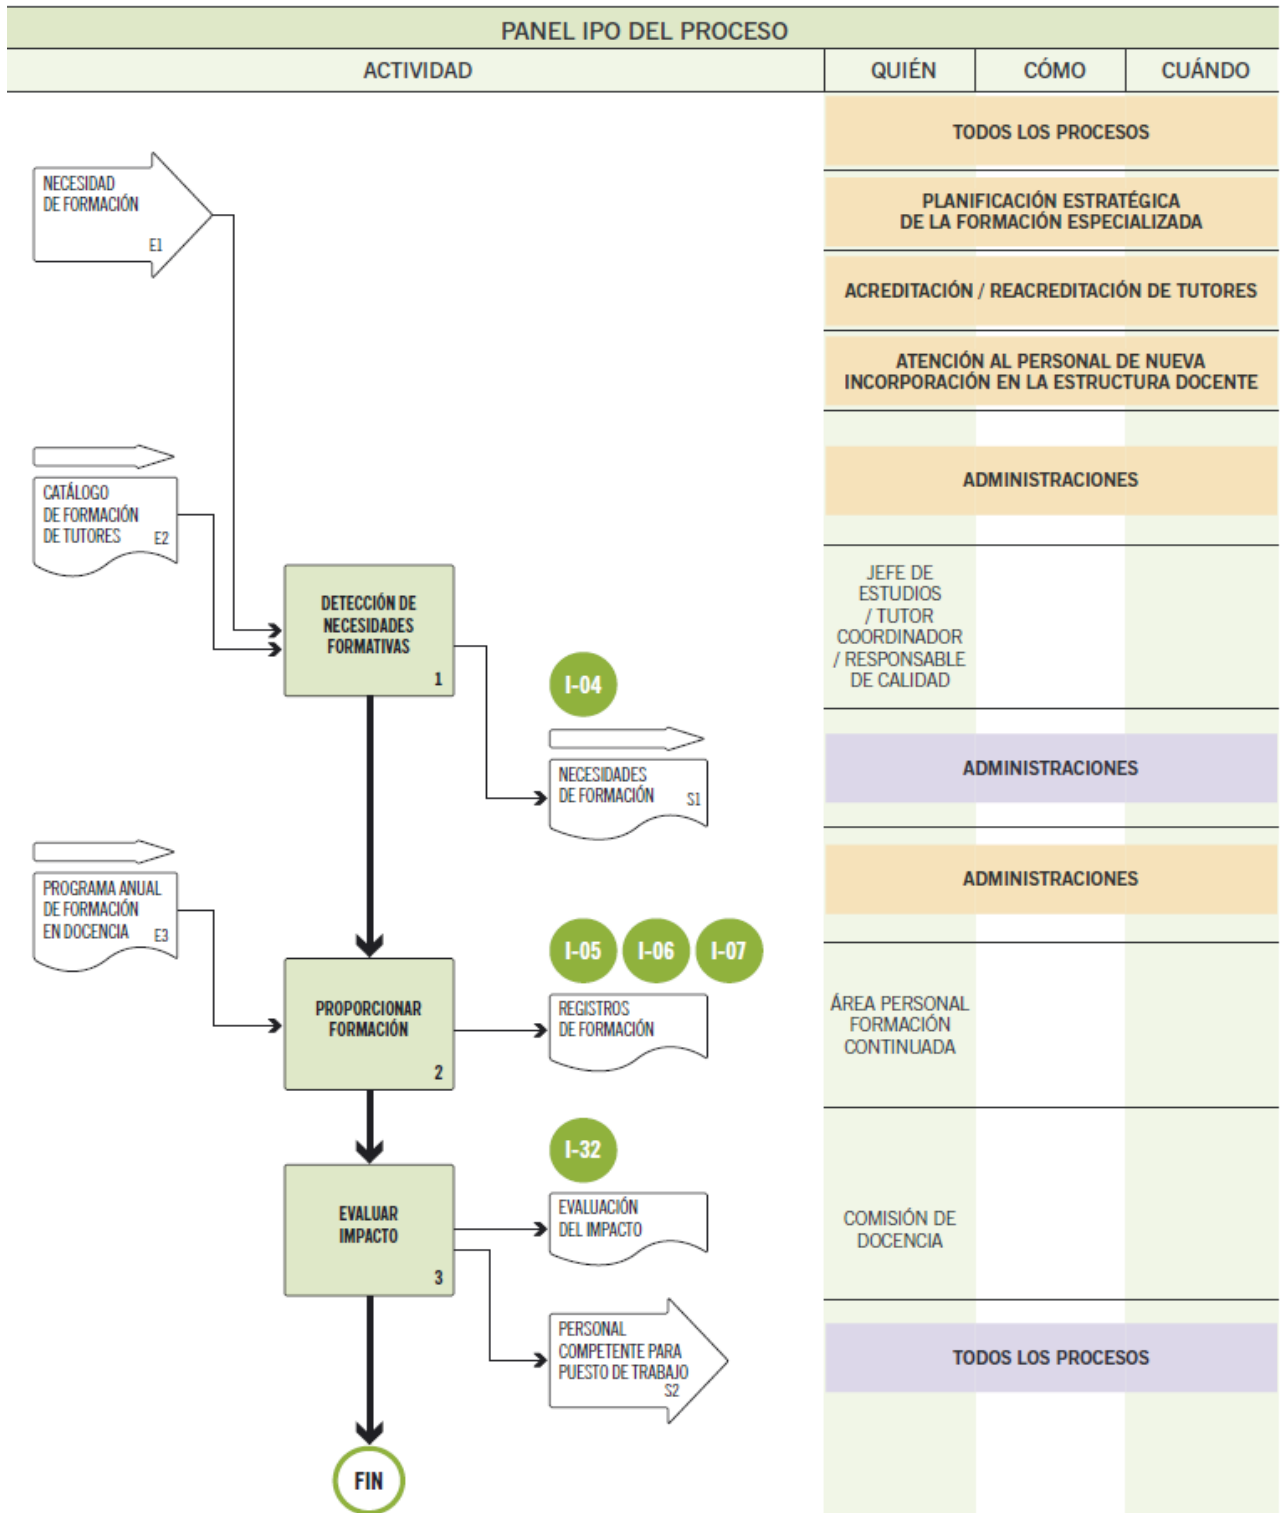 PANEL IPO DEL PROCESO
ACTIVIDAD
QUIÉN
CÓMO
CUÁNDO
TODOS LOS PROCESOS
NECESIDAD
DE FORMACIÓN
E1
PLANIFICACIÓN ESTRATÉGICA
DE LA FORMACIÓN ESPECIALIZADA
ACREDITACIÓN / REACREDITACIÓN DE TUTORES
ATENCIÓN AL PERSONAL DE NUEVA
INCORPORACIÓN EN LA ESTRUCTURA DOCENTE
CATÁLOGO
DE FORMACIÓN
DE TUTORES
E2
ADMINISTRACIONES
DETECCIÓN DE
NECESIDADES
FORMATIVAS
1
JEFE DE
ESTUDIOS
/ TUTOR
COORDINADOR
/ RESPONSABLE
DE CALIDAD
I-04
NECESIDADES
DE FORMACIÓN
S1
ADMINISTRACIONES
PROGRAMA ANUAL
DE FORMACIÓN
EN DOCENCIA
E3
ADMINISTRACIONES
I-05
I-06
I-07
PROPORCIONAR
FORMACIÓN
2
REGISTROS
DE FORMACIÓN
ÁREA PERSONAL
FORMACIÓN
CONTINUADA
I-32
EVALUAR
IMPACTO
3
EVALUACIÓN
DEL IMPACTO
COMISIÓN DE
DOCENCIA
PERSONAL
COMPETENTE PARA
PUESTO DE TRABAJO
S2
TODOS LOS PROCESOS
FIN